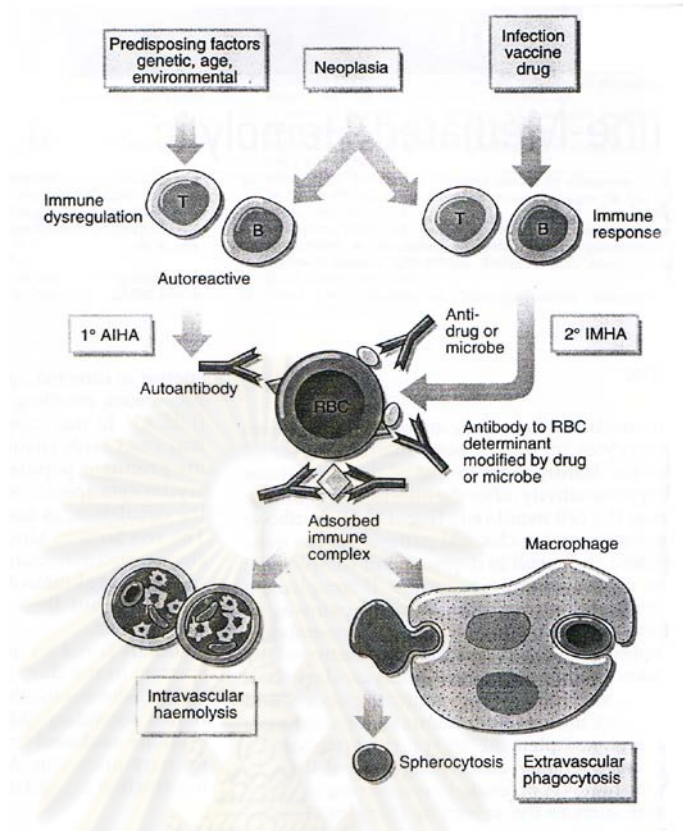 Predisposing factors
genetic, age,
environmental
Neoplasia
Infection
vaccine
drug
Immune
dysregulation
T
B
T
B
Immune
response
Autoreactive
1° AIHA
Anti-
drug or
microbe
2° IMHA
Autoantibody
RBC
Antibody to RBC
determinant
modified by drug
or microbe
Adsorbed
immune
complex
Macrophage
Intravascular
haemolysis
Spherocytosis
Extravascular
phagocytosis